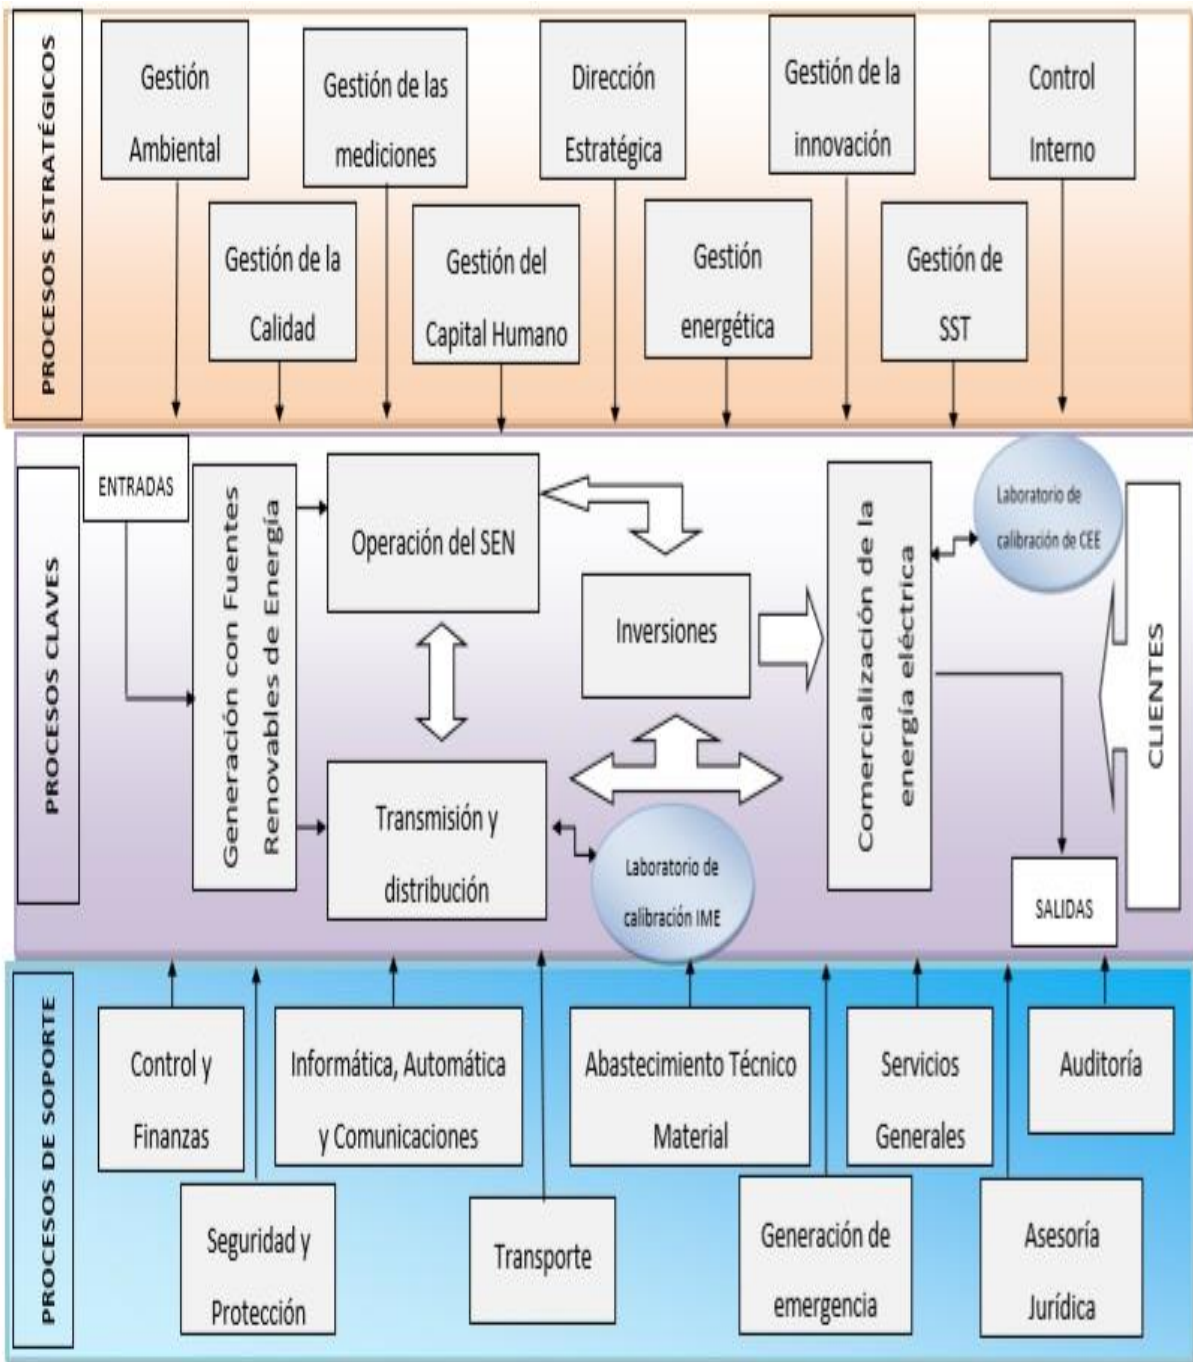 PROCESOS ESTRATÉGICOS
Gestión
Ambiental
Gestión de las
mediciones
Dirección
Estratégica
Gestión de la
innovación
Control
Interno
Gestión de la
Calidad
Gestión del
Capital Humano
Gestión
energética
Gestión de
SST
PROCESOS CLAVES
ENTRADAS
Generación con Fuentes
Renovables de Energía
Operación del SEN
Transmisión y
distribución
Inversiones
Laboratorio de
calibración IME
Comercialización de la
energía eléctrica
Laboratorio de
calibración de CEE
CLIENTES
SALIDAS
PROCESOS DE SOPORTE
Control y
Finanzas
Informática, Automática
y Comunicaciones
Abastecimiento Técnico
Material
Servicios
Generales
Auditoría
Seguridad y
Protección
Transporte
Generación de
emergencia
Asesoría
Jurídica